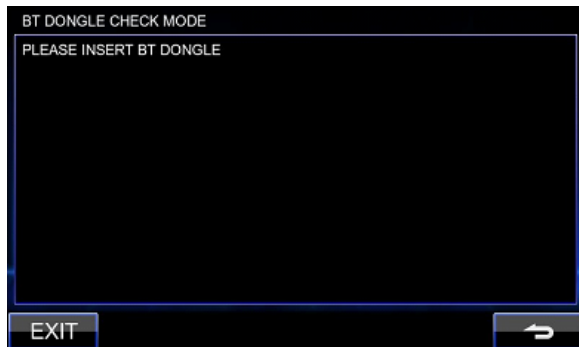 BT DONGLE CHECK MODE
PLEASE INSERT BT DONGLE
EXIT